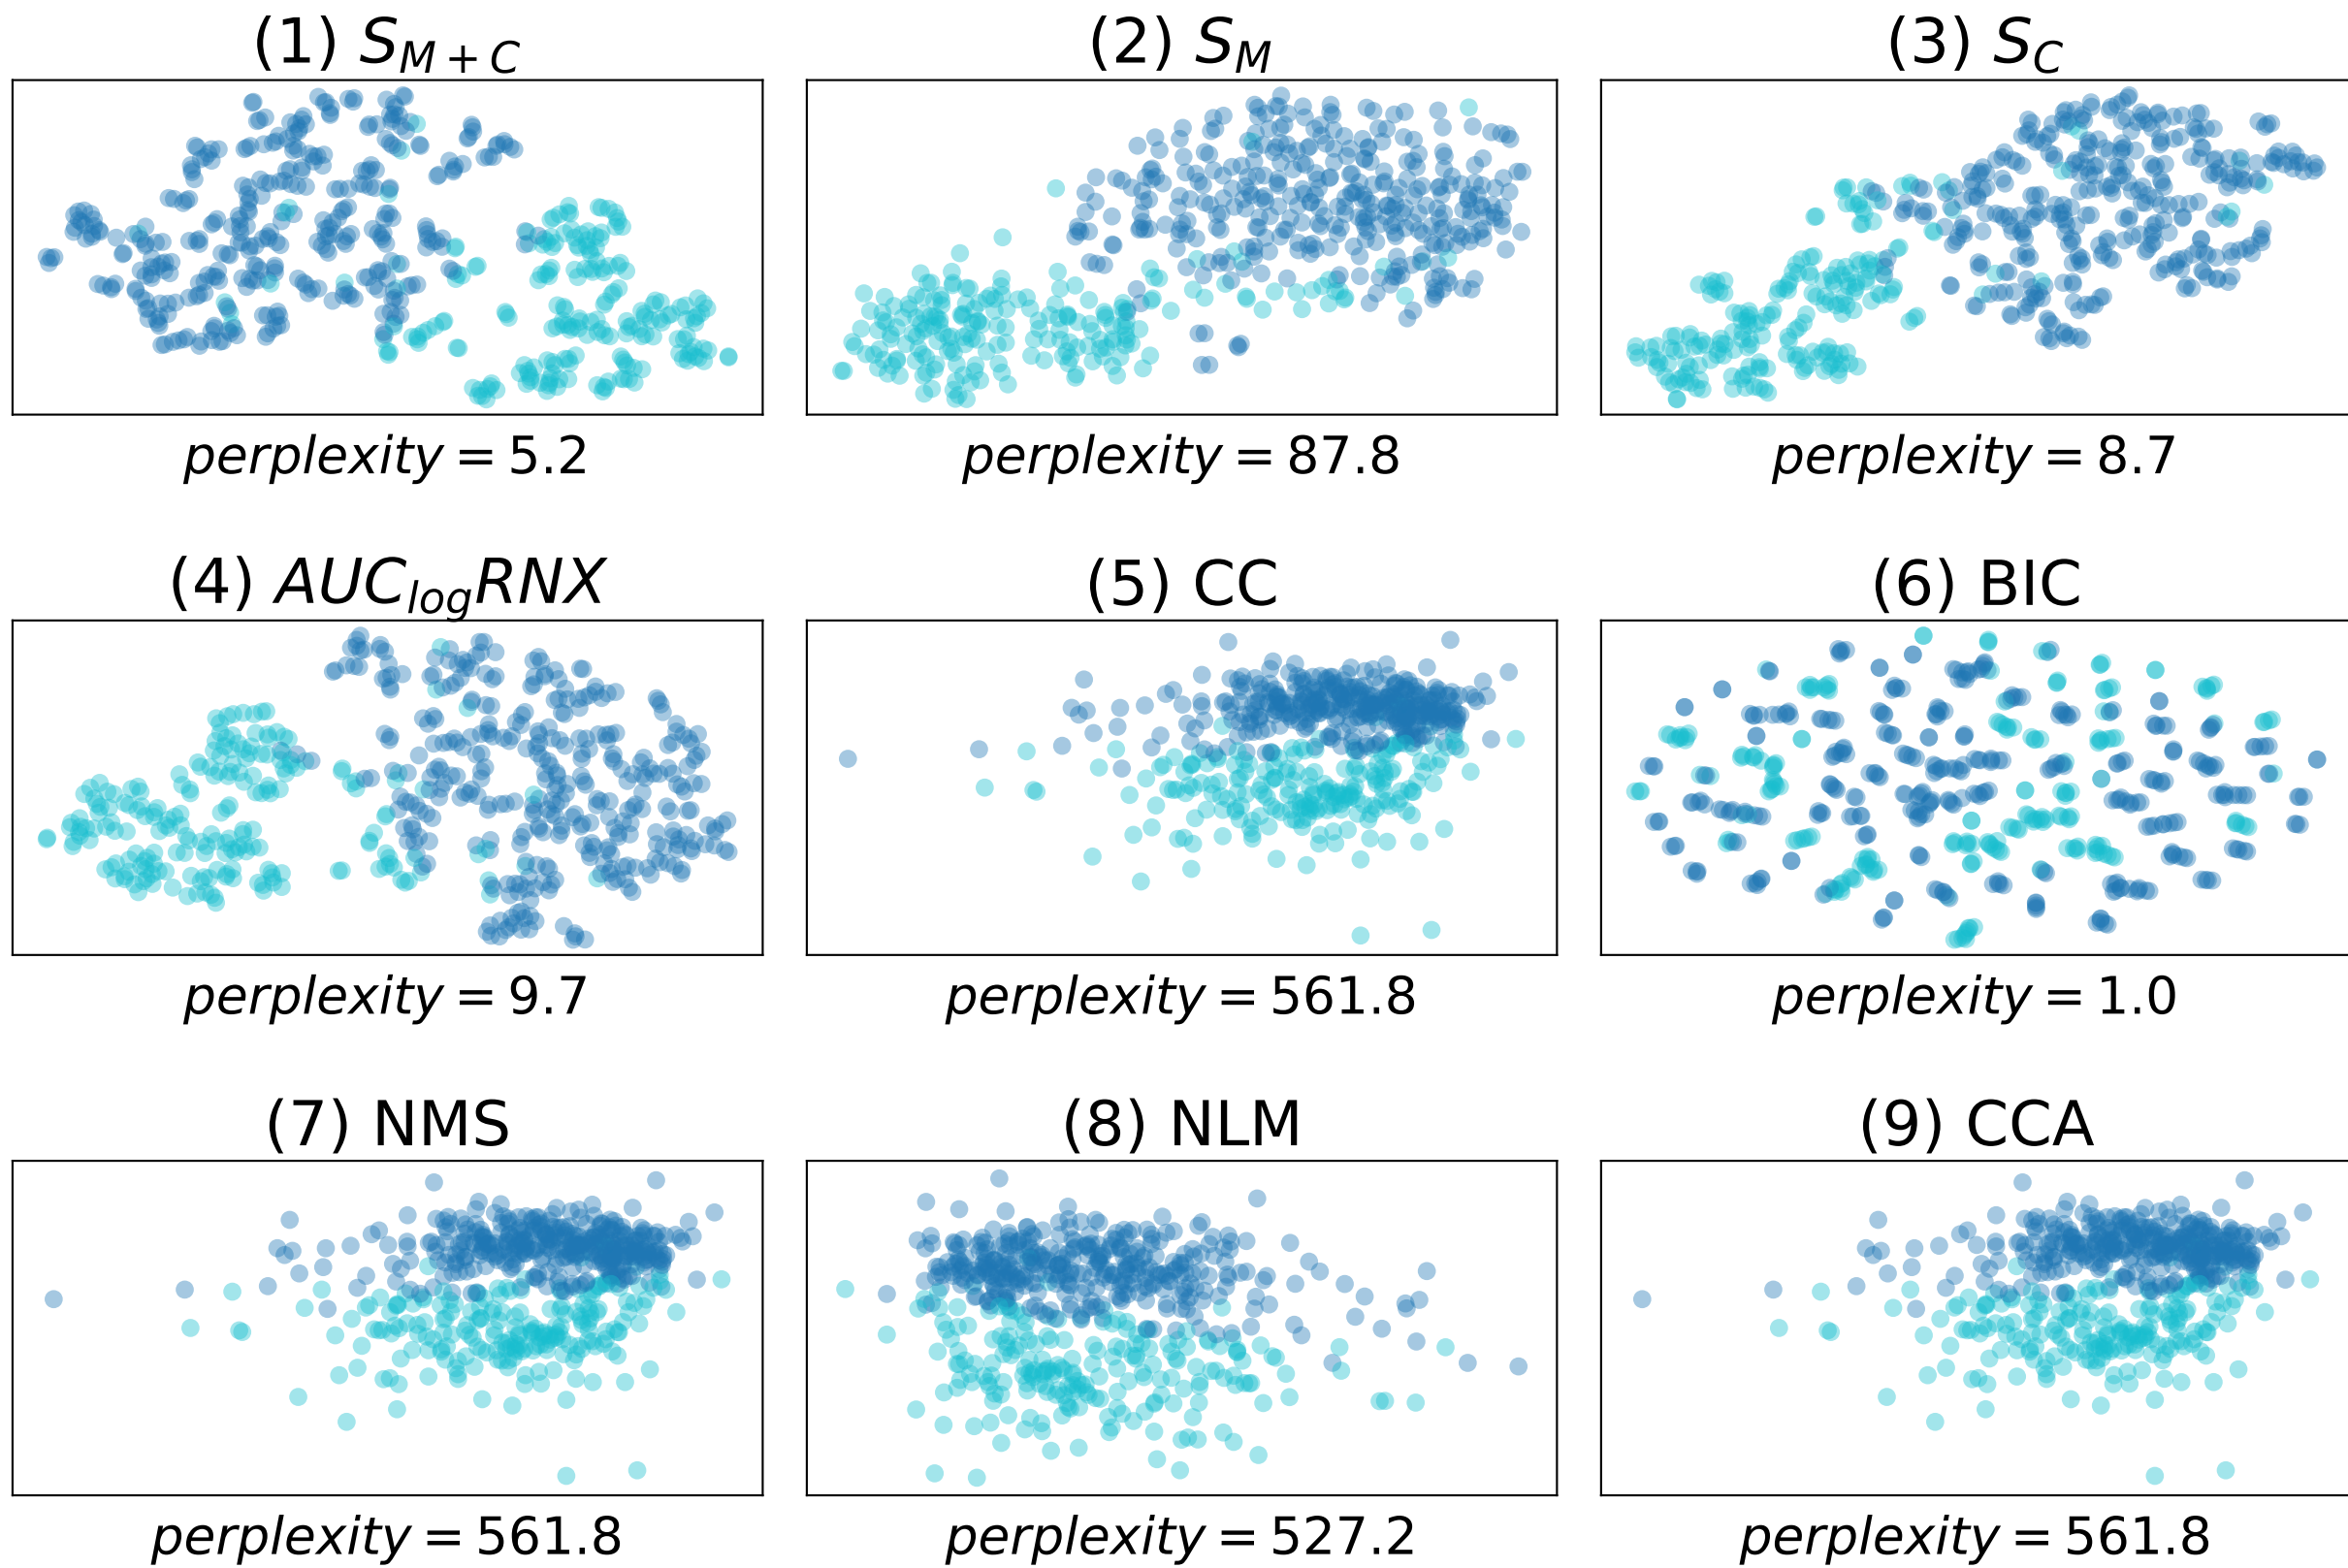 (1) S_{M+C}
(2) S_M
(3) S_C
perplexity = 5.2
perplexity = 87.8
perplexity = 8.7
(4) AUC_{log}RNX
(5) CC
(6) BIC
perplexity = 9.7
perplexity = 561.8
perplexity = 1.0
(7) NMS
(8) NLM
(9) CCA
perplexity = 561.8
perplexity = 527.2
perplexity = 561.8